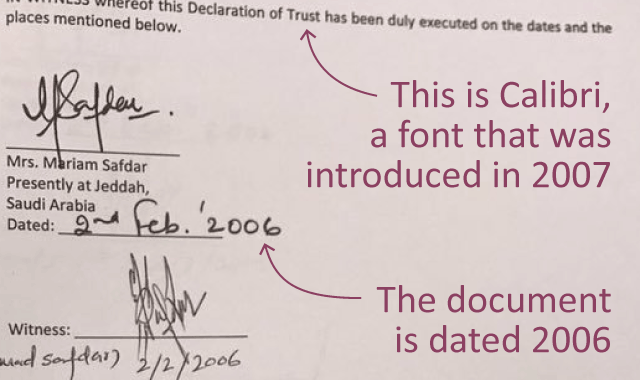 WITNESS whereof this Declaration of Trust has been duly executed on the dates and the
places mentioned below.
This is Calibri,
a font that was
introduced in 2007
Mrs. Mariam Safdar
Presently at Jeddah,
Saudi Arabia
Dated: 2nd Feb. '2006
The document
is dated 2006
Witness:
2/2/2006